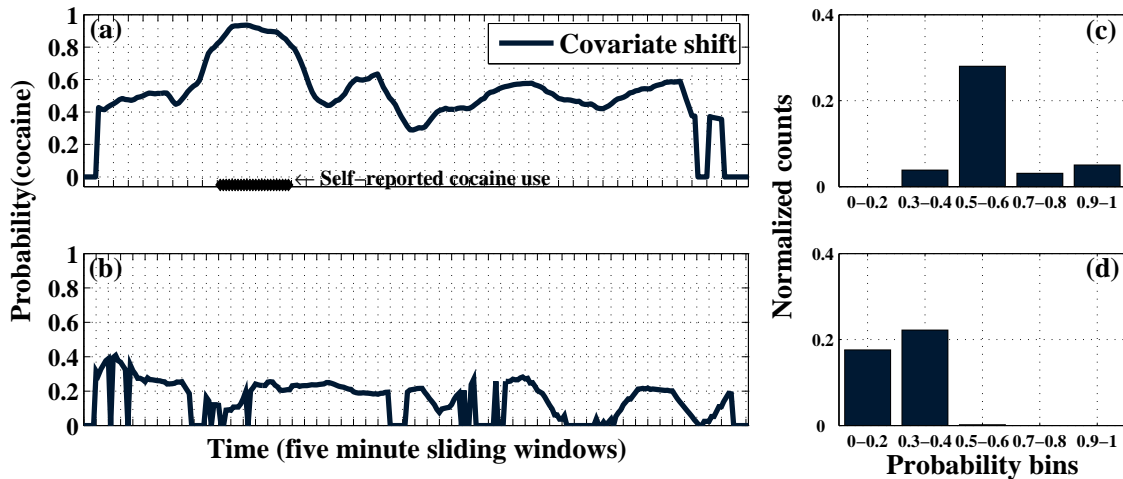 (a)
Covariate shift
1
0.8
0.6
0.4
0.2
0
← Self-reported cocaine use
Probability(cocaine)
(b)
1
0.8
0.6
0.4
0.2
0
Time (five minute sliding windows)
(c)
0.4
0.2
0
0-0.2 0.3-0.4 0.5-0.6 0.7-0.8 0.9-1
Normalized counts
(d)
0.4
0.2
0
0-0.2 0.3-0.4 0.5-0.6 0.7-0.8 0.9-1
Probability bins